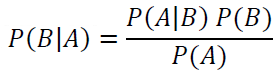 P(B|A) = P(A|B) P(B) / P(A)